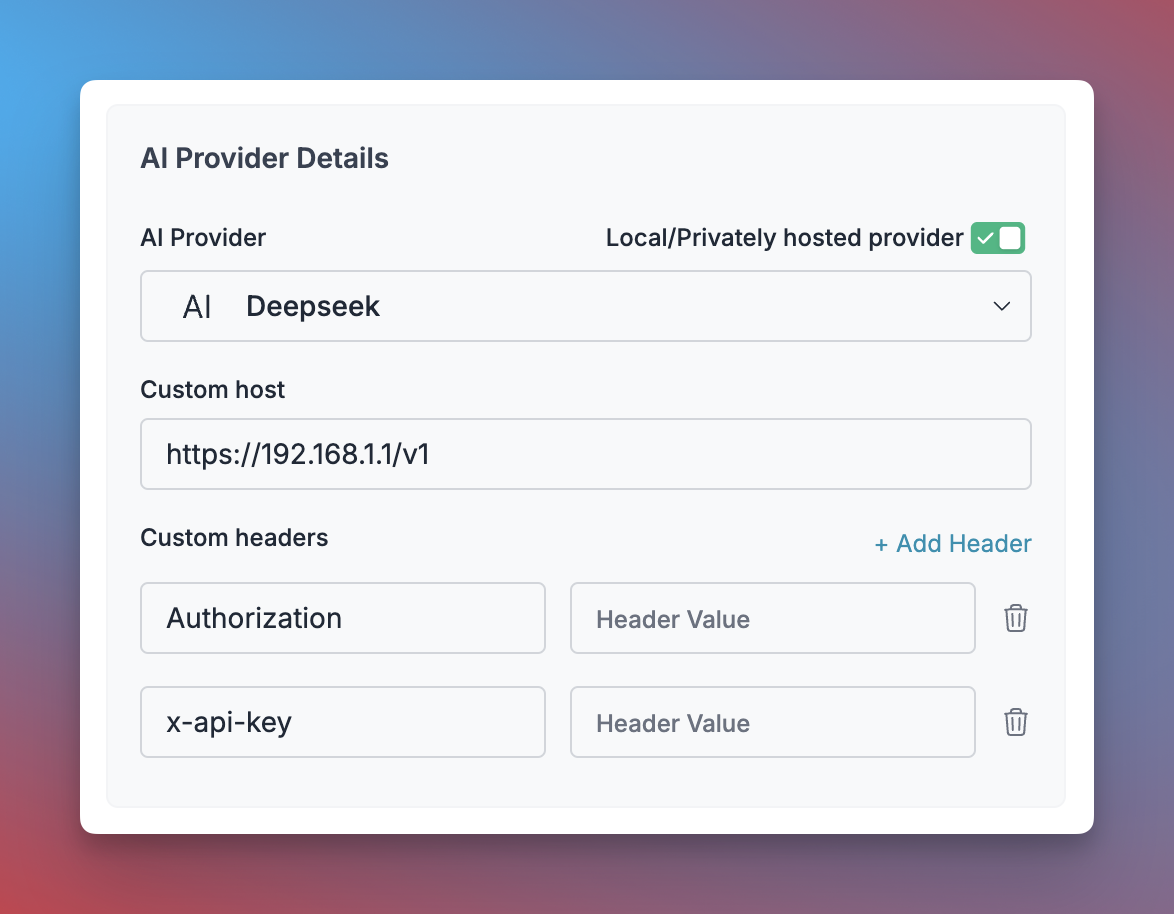 AI Provider Details
AI Provider
Local/Privately hosted provider
AI Deepseek
Custom host
https://192.168.1.1/v1
Custom headers
+ Add Header
Authorization
Header Value
x-api-key
Header Value